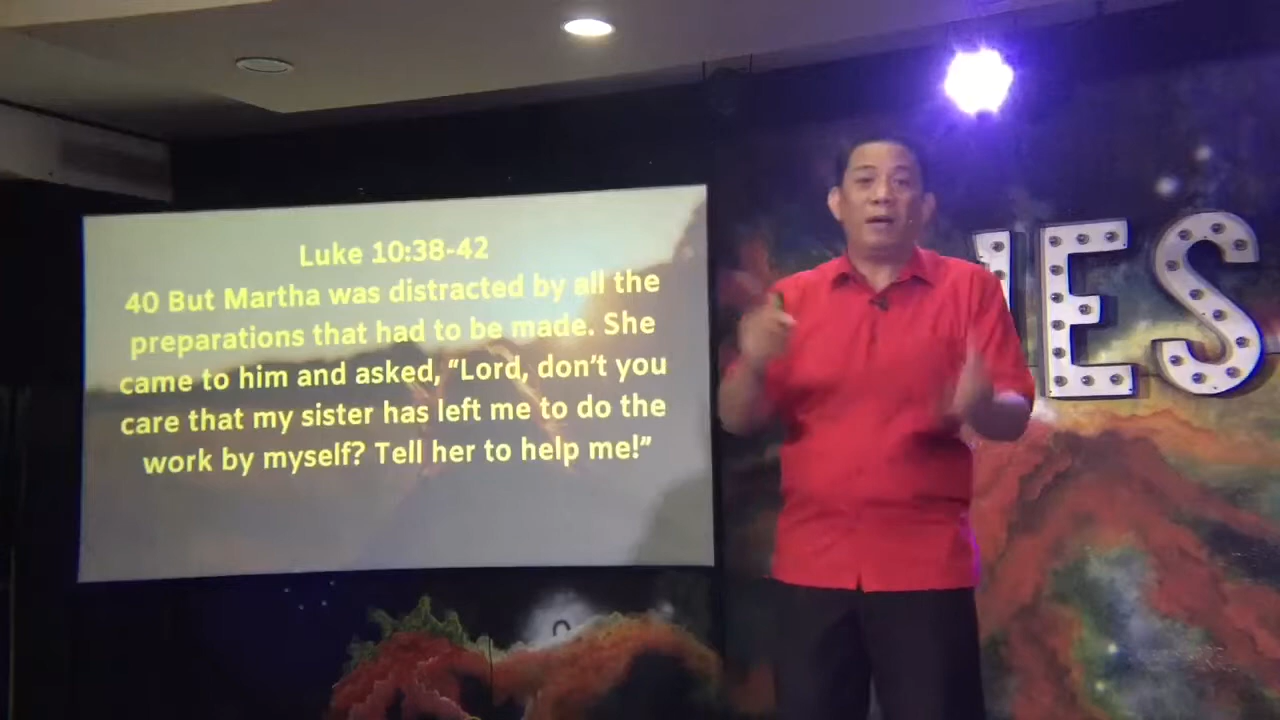 Luke 10:38-42
40 But Martha was distracted by all the
preparations that had to be made. She
came to him and asked, “Lord, don’t you
care that my sister has left me to do the
work by myself? Tell her to help me!”
ES